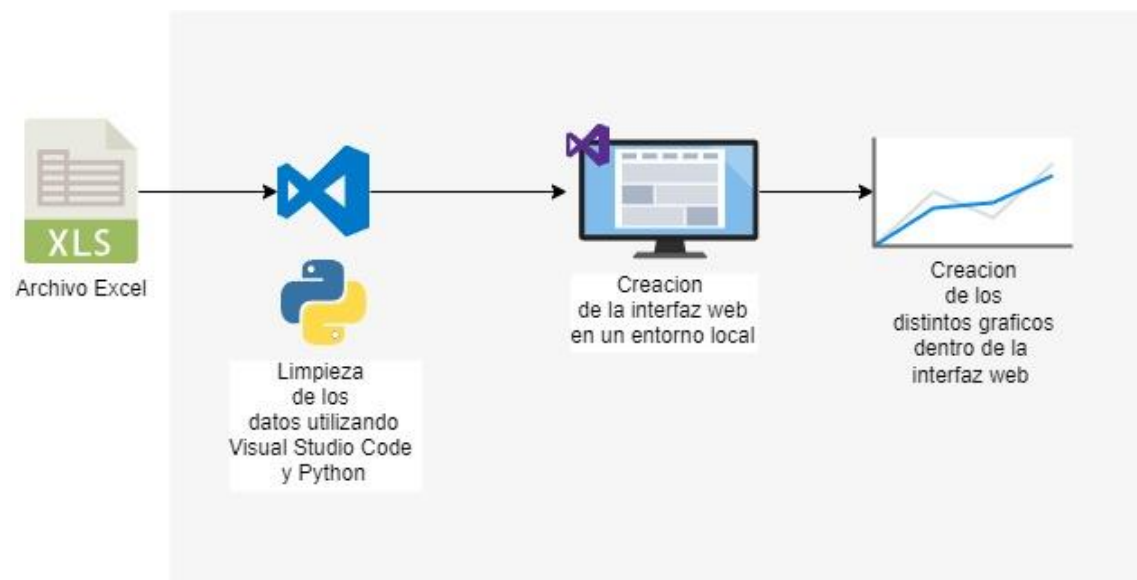 XLS
Archivo Excel
Limpieza
de los
datos utilizando
Visual Studio Code
y Python
Creacion
de la interfaz web
en un entorno local
Creacion
de los
distintos graficos
dentro de la
interfaz web